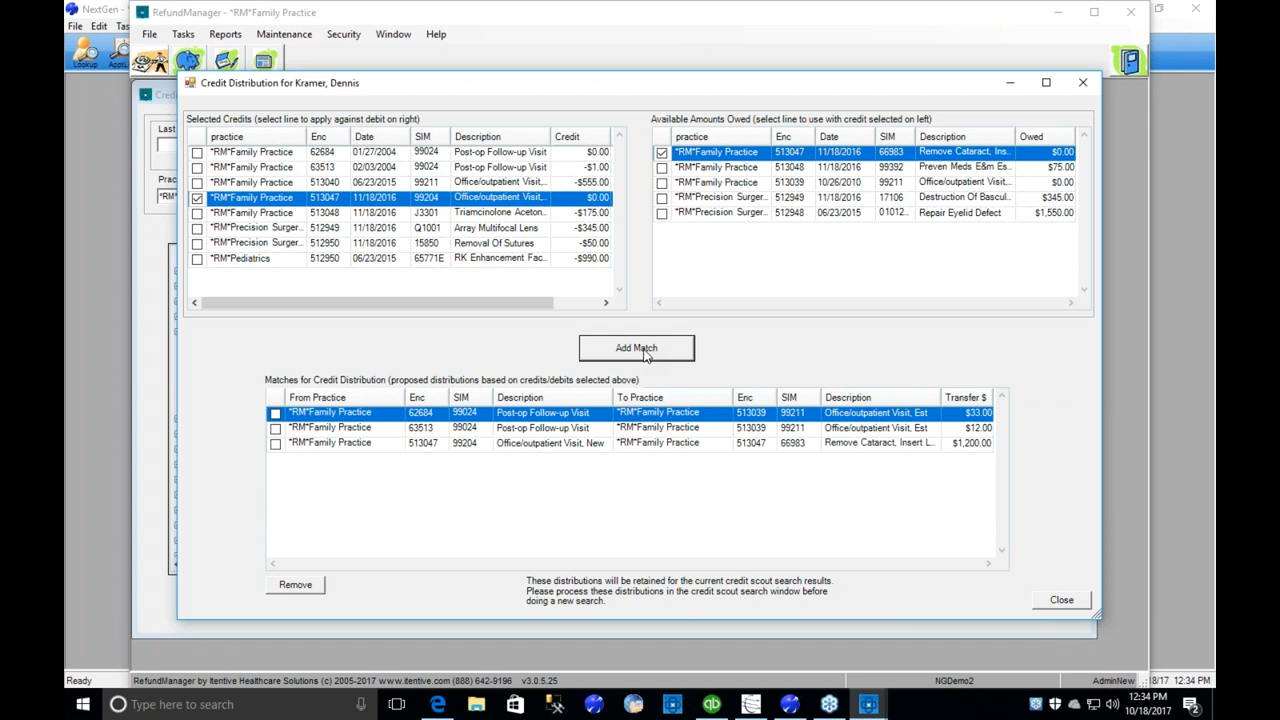 NextGen
RefundManager - *RM*Family Practice
File Edit Tas
File Tasks Reports Maintenance Security Window Help
Lookup Appt
Credi
Last
Prac
*RM*
Credit Distribution for Kramer, Dennis
Selected Credits (select line to apply against debit on right)
practice Enc Date SIM Description Credit
*RM*Family Practice 62684 01/27/2004 99024 Post-op Follow-up Visit $0.00
*RM*Family Practice 63513 02/03/2004 99024 Post-op Follow-up Visit -$1.00
*RM*Family Practice 513040 06/23/2015 99211 Office/outpatient Visit,... -$555.00
*RM*Family Practice 513047 11/18/2016 99204 Office/outpatient Visit,... $0.00
*RM*Family Practice 513048 11/18/2016 J3301 Triamcinolone Aceton... -$175.00
*RM*Precision Surger... 512949 11/18/2016 Q1001 Array Multifocal Lens -$345.00
*RM*Precision Surger... 512950 11/18/2016 15850 Removal Of Sutures -$50.00
*RM*Pediatrics 512950 06/23/2015 65771E RK Enhancement Fac... -$990.00
Available Amounts Owed (select line to use with credit selected on left)
practice Enc Date SIM Description Owed
*RM*Family Practice 513047 11/18/2016 66983 Remove Cataract, Ins... $0.00
*RM*Family Practice 513048 11/18/2016 99392 Preven Meds E&m Es... $75.00
*RM*Family Practice 513039 10/26/2010 99211 Office/outpatient Visit,... $0.00
*RM*Precision Surger... 512949 11/18/2016 17106 Destruction Of Bascul... $345.00
*RM*Precision Surger... 512948 06/23/2015 01012... Repair Eyelid Defect $1,550.00
Add Match
Matches for Credit Distribution (proposed distributions based on credits/debits selected above)
From Practice Enc SIM Description To Practice Enc SIM Description Transfer $
*RM*Family Practice 62684 99024 Post-op Follow-up Visit *RM*Family Practice 513039 99211 Office/outpatient Visit, Est $33.00
*RM*Family Practice 63513 99024 Post-op Follow-up Visit *RM*Family Practice 513039 99211 Office/outpatient Visit, Est $12.00
*RM*Family Practice 513047 99204 Office/outpatient Visit, New *RM*Family Practice 513047 66983 Remove Cataract, Insert L... $1,200.00
Remove
These distributions will be retained for the current credit scout search results.
Please process these distributions in the credit scout search window before
doing a new search.
Close
Ready
RefundManager by Itentive Healthcare Solutions (c) 2005-2017 www.itentive.com (888) 642-9196 v3.0.5.25
NGDemo2
AdminNew
18/17 12:34 PM
Type here to search
12:34 PM
10/18/2017
2